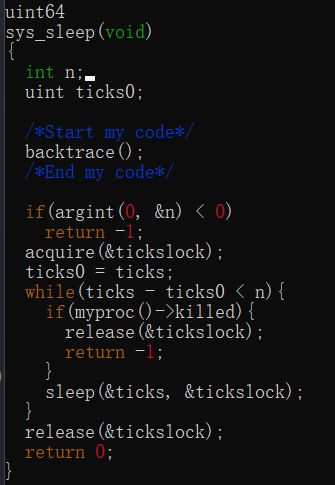 uint64
sys_sleep(void)
{
  int n;
  uint ticks0;

  /*Start my code*/
  backtrace();
  /*End my code*/

  if(argint(0, &n) < 0)
    return -1;
  acquire(&tickslock);
  ticks0 = ticks;
  while(ticks - ticks0 < n){
    if(myproc()->killed){
      release(&tickslock);
      return -1;
    }
    sleep(&ticks, &tickslock);
  }
  release(&tickslock);
  return 0;
}